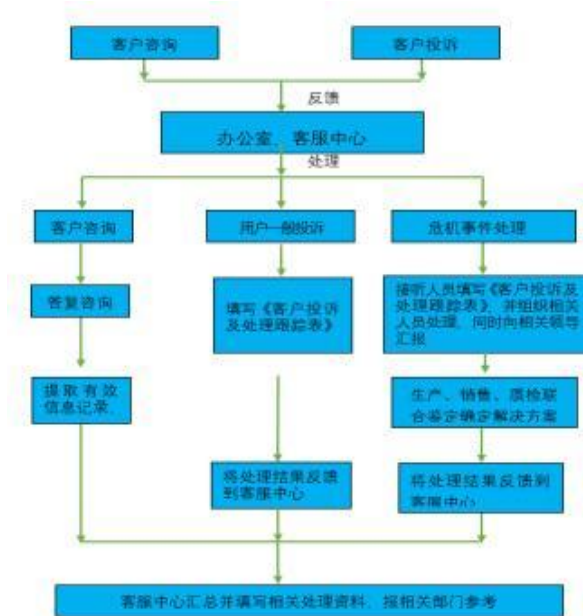 客户咨询
客户投诉
反馈
办公室、客服中心
处理
客户咨询
用户一般投诉
危机事件处理
答复咨询
填写《客户投诉
及处理跟踪表》
接听人员填写《客户投诉及
处理跟踪表》，并组织相关
人员处理，同时向相关领导
汇报
提取有效
信息记录
生产、销售、质检联
合鉴定确定解决方案
将处理结果反馈
到客服中心
将处理结果反馈到
客服中心
客服中心汇总并填写相关处理资料，报相关部门参考